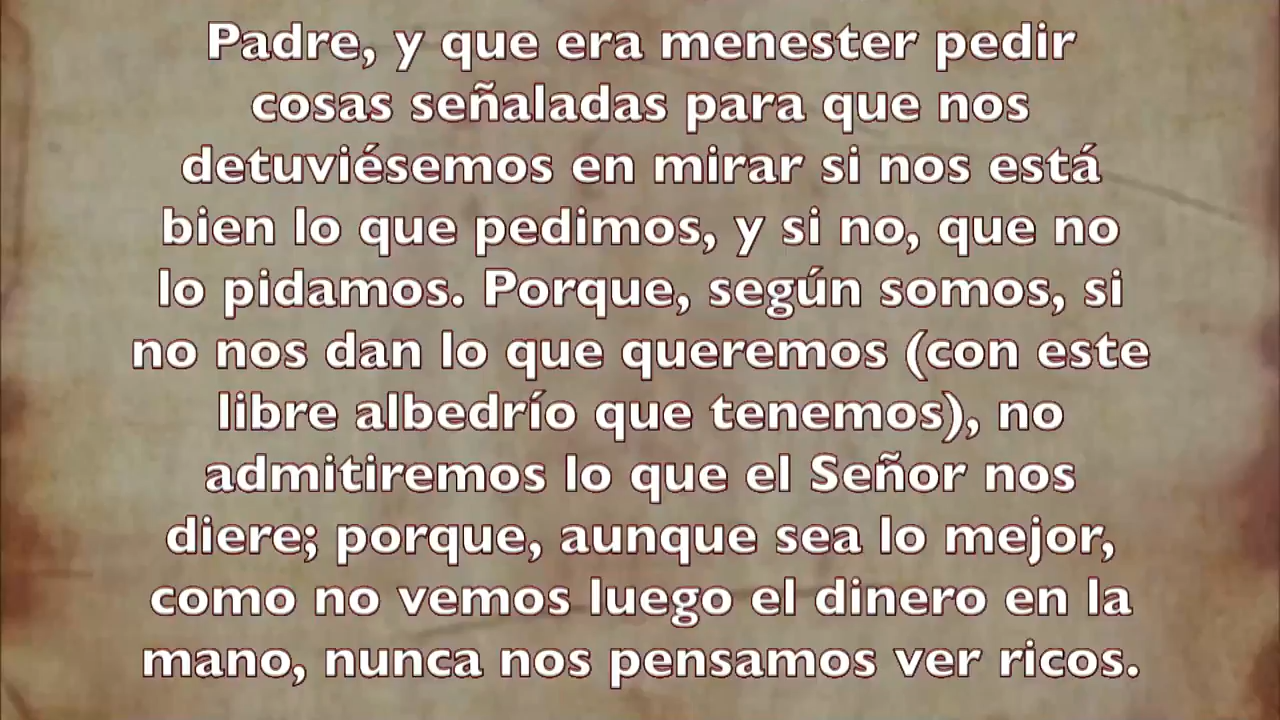 Padre, y que era menester pedir
cosas señaladas para que nos
detuviésemos en mirar si nos está
bien lo que pedimos, y si no, que no
lo pidamos. Porque, según somos, si
no nos dan lo que queremos (con este
libre albedrío que tenemos), no
admitiremos lo que el Señor nos
diere; porque, aunque sea lo mejor,
como no vemos luego el dinero en la
mano, nunca nos pensamos ver ricos.